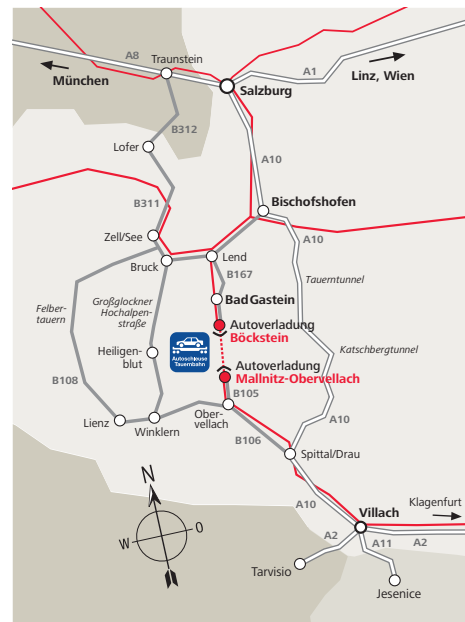 A8
Traunstein
München
A1
Linz, Wien
Salzburg
B312
Lofer
A10
B311
Bischofshofen
Zell/See
A10
Bruck
Lend
B167
Tauerntunnel
Felber-
tauern
Großglockner
Hochalpen-
straße
Bad Gastein
Autoverladung
Böckstein
Autoschleuse
Tauernbahn
Heiligen-
blut
Katschbergtunnel
Autoverladung
Mallnitz-Obervellach
B108
B105
Lienz
Winklern
Ober-
vellach
B106
A10
Spittal/Drau
N
O
W
S
A10
Klagenfurt
Villach
A2
A11
A2
Tarvisio
Jesenice